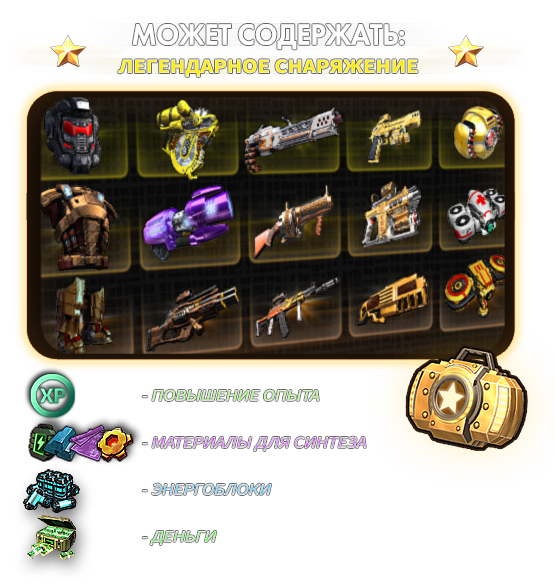 МОЖЕТ СОДЕРЖАТЬ:
ЛЕГЕНДАРНОЕ СНАРЯЖЕНИЕ
XP - ПОВЫШЕНИЕ ОПЫТА
- МАТЕРИАЛЫ ДЛЯ СИНТЕЗА
- ЭНЕРГОБЛОКИ
- ДЕНЬГИ